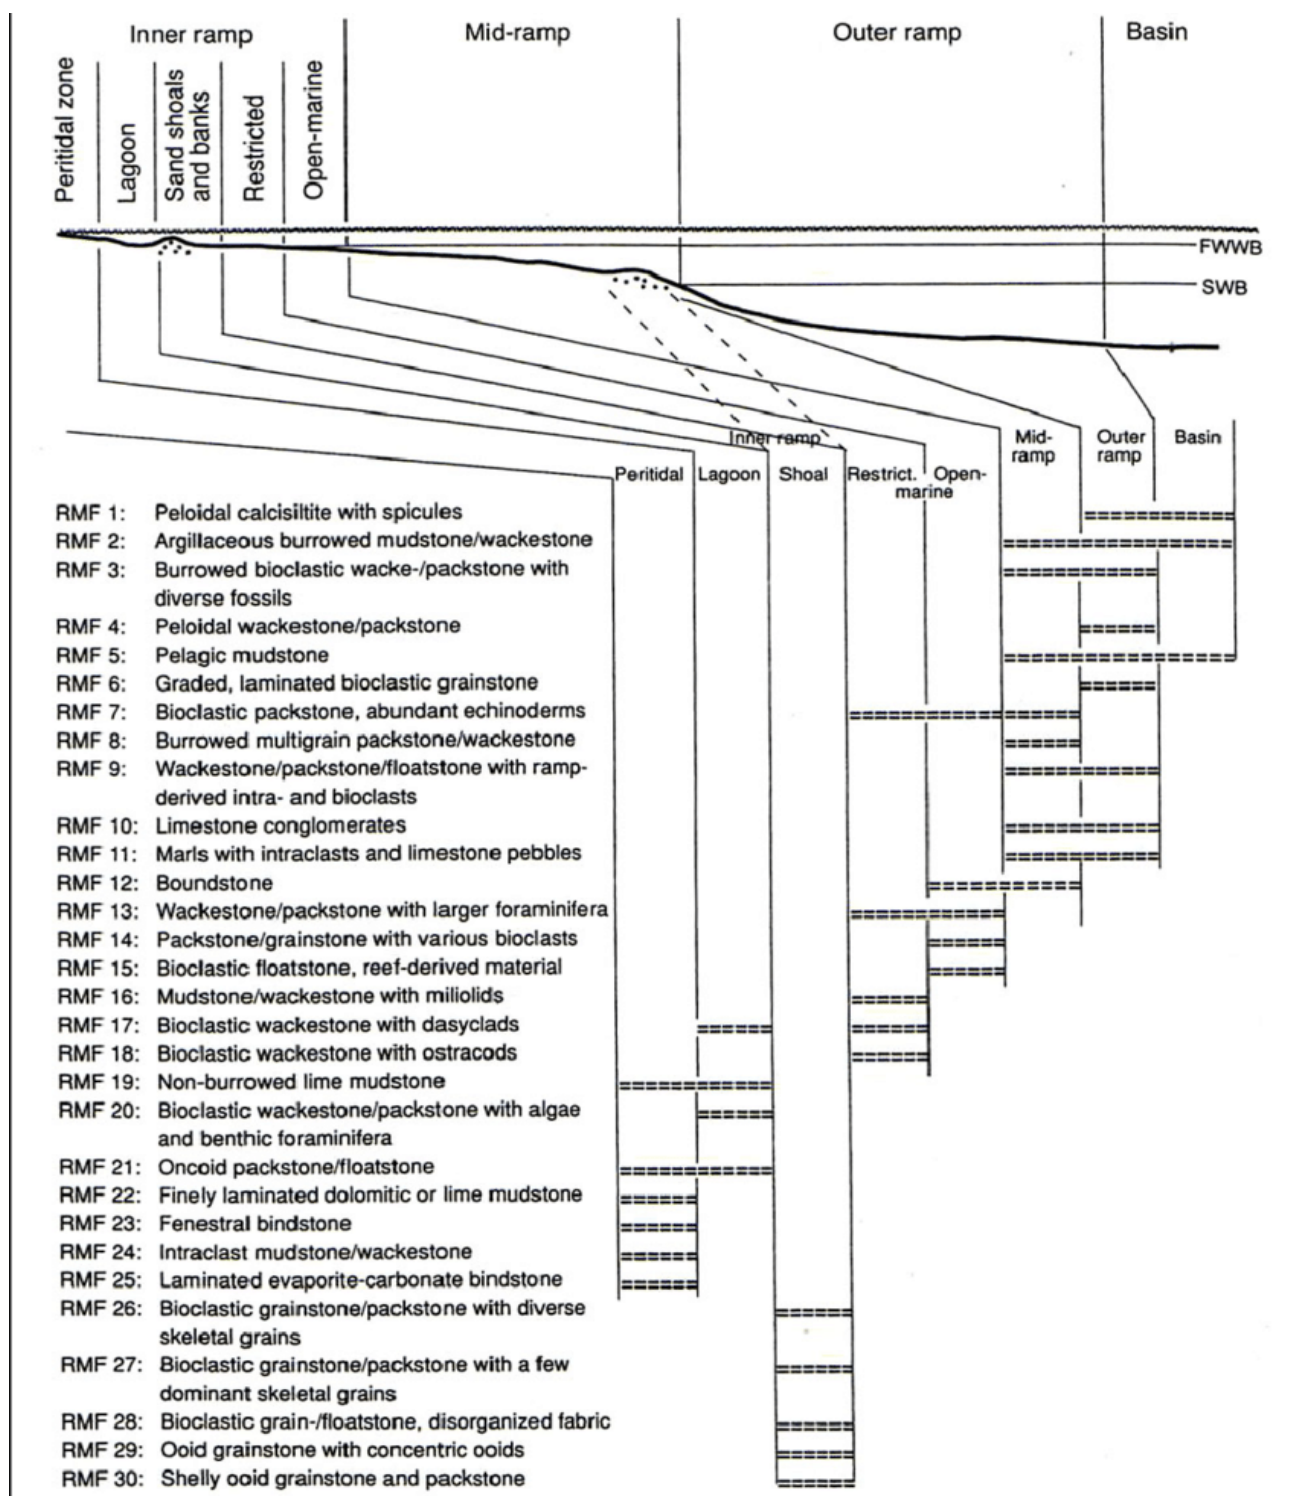 Inner ramp
Mid-ramp
Outer ramp
Basin
Peritidal zone
Lagoon
Sand shoals
and banks
Restricted
Open-marine
FWWB
SWB
Inner ramp
Mid-
ramp
Outer
ramp
Basin
Peritidal
Lagoon
Shoal
Restrict.
Open-
marine
RMF 1: Peloidal calcisiltite with spicules
RMF 2: Argillaceous burrowed mudstone/wackestone
RMF 3: Burrowed bioclastic wacke-/packstone with
diverse fossils
RMF 4: Peloidal wackestone/packstone
RMF 5: Pelagic mudstone
RMF 6: Graded, laminated bioclastic grainstone
RMF 7: Bioclastic packstone, abundant echinoderms
RMF 8: Burrowed multigrain packstone/wackestone
RMF 9: Wackestone/packstone/floatstone with ramp-
derived intra- and bioclasts
RMF 10: Limestone conglomerates
RMF 11: Marls with intraclasts and limestone pebbles
RMF 12: Boundstone
RMF 13: Wackestone/packstone with larger foraminifera
RMF 14: Packstone/grainstone with various bioclasts
RMF 15: Bioclastic floatstone, reef-derived material
RMF 16: Mudstone/wackestone with miliolids
RMF 17: Bioclastic wackestone with dasyclads
RMF 18: Bioclastic wackestone with ostracods
RMF 19: Non-burrowed lime mudstone
RMF 20: Bioclastic wackestone/packstone with algae
and benthic foraminifera
RMF 21: Oncoid packstone/floatstone
RMF 22: Finely laminated dolomitic or lime mudstone
RMF 23: Fenestral bindstone
RMF 24: Intraclast mudstone/wackestone
RMF 25: Laminated evaporite-carbonate bindstone
RMF 26: Bioclastic grainstone/packstone with diverse
skeletal grains
RMF 27: Bioclastic grainstone/packstone with a few
dominant skeletal grains
RMF 28: Bioclastic grain-/floatstone, disorganized fabric
RMF 29: Ooid grainstone with concentric ooids
RMF 30: Shelly ooid grainstone and packstone